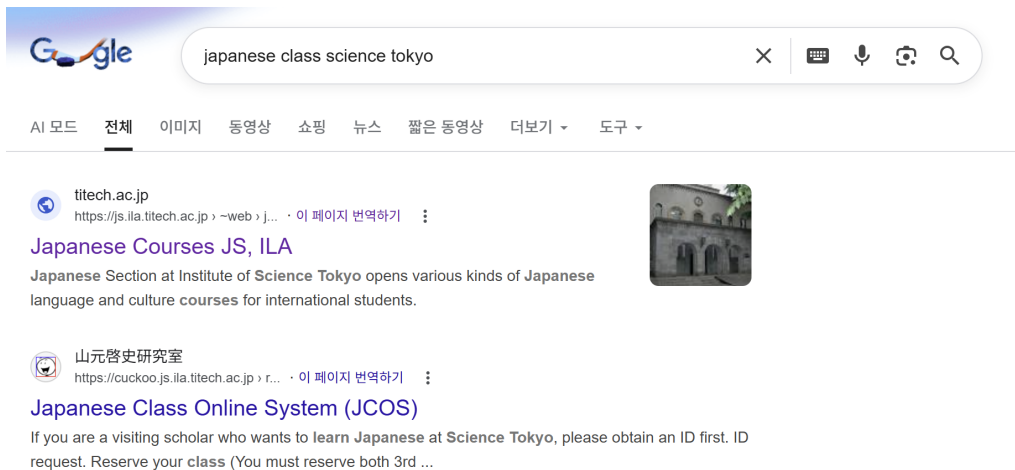 Google
japanese class science tokyo
AI 모드 전체 이미지 동영상 쇼핑 뉴스 짧은 동영상 더보기 도구
titech.ac.jp
https://js.ila.titech.ac.jp › ~web › j... · 이 페이지 번역하기
Japanese Courses JS, ILA
Japanese Section at Institute of Science Tokyo opens various kinds of Japanese
language and culture courses for international students.
山元啓史研究室
https://cuckoo.js.ila.titech.ac.jp › r... · 이 페이지 번역하기
Japanese Class Online System (JCOS)
If you are a visiting scholar who wants to learn Japanese at Science Tokyo, please obtain an ID first. ID
request. Reserve your class (You must reserve both 3rd ...